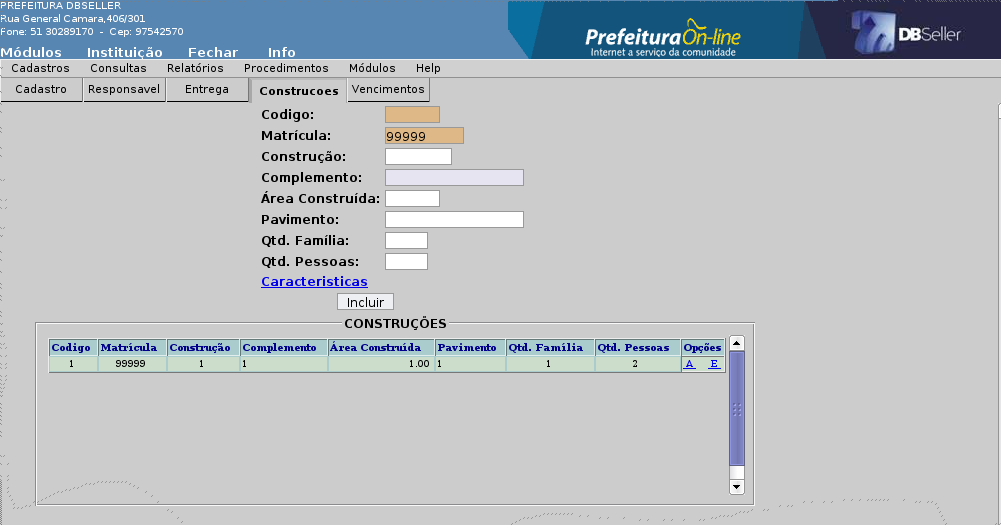 PREFEITURA DBSELLER
Rua General Camara,406/301
Fone: 51 30289170 - Cep: 97542570
PrefeituraOn-line
Internet a serviço da comunidade
DBSeller
Módulos Instituição Fechar Info
Cadastros Consultas Relatórios Procedimentos Módulos Help
Cadastro Responsavel Entrega Construcoes Vencimentos
Codigo:
Matrícula: 99999
Construção:
Complemento:
Área Construída:
Pavimento:
Qtd. Família:
Qtd. Pessoas:
Caracteristicas
Incluir
CONSTRUÇÕES
Codigo Matrícula Construção Complemento Área Construída Pavimento Qtd. Família Qtd. Pessoas Opções
1 99999 1 1 1.00 1 1 2 A E